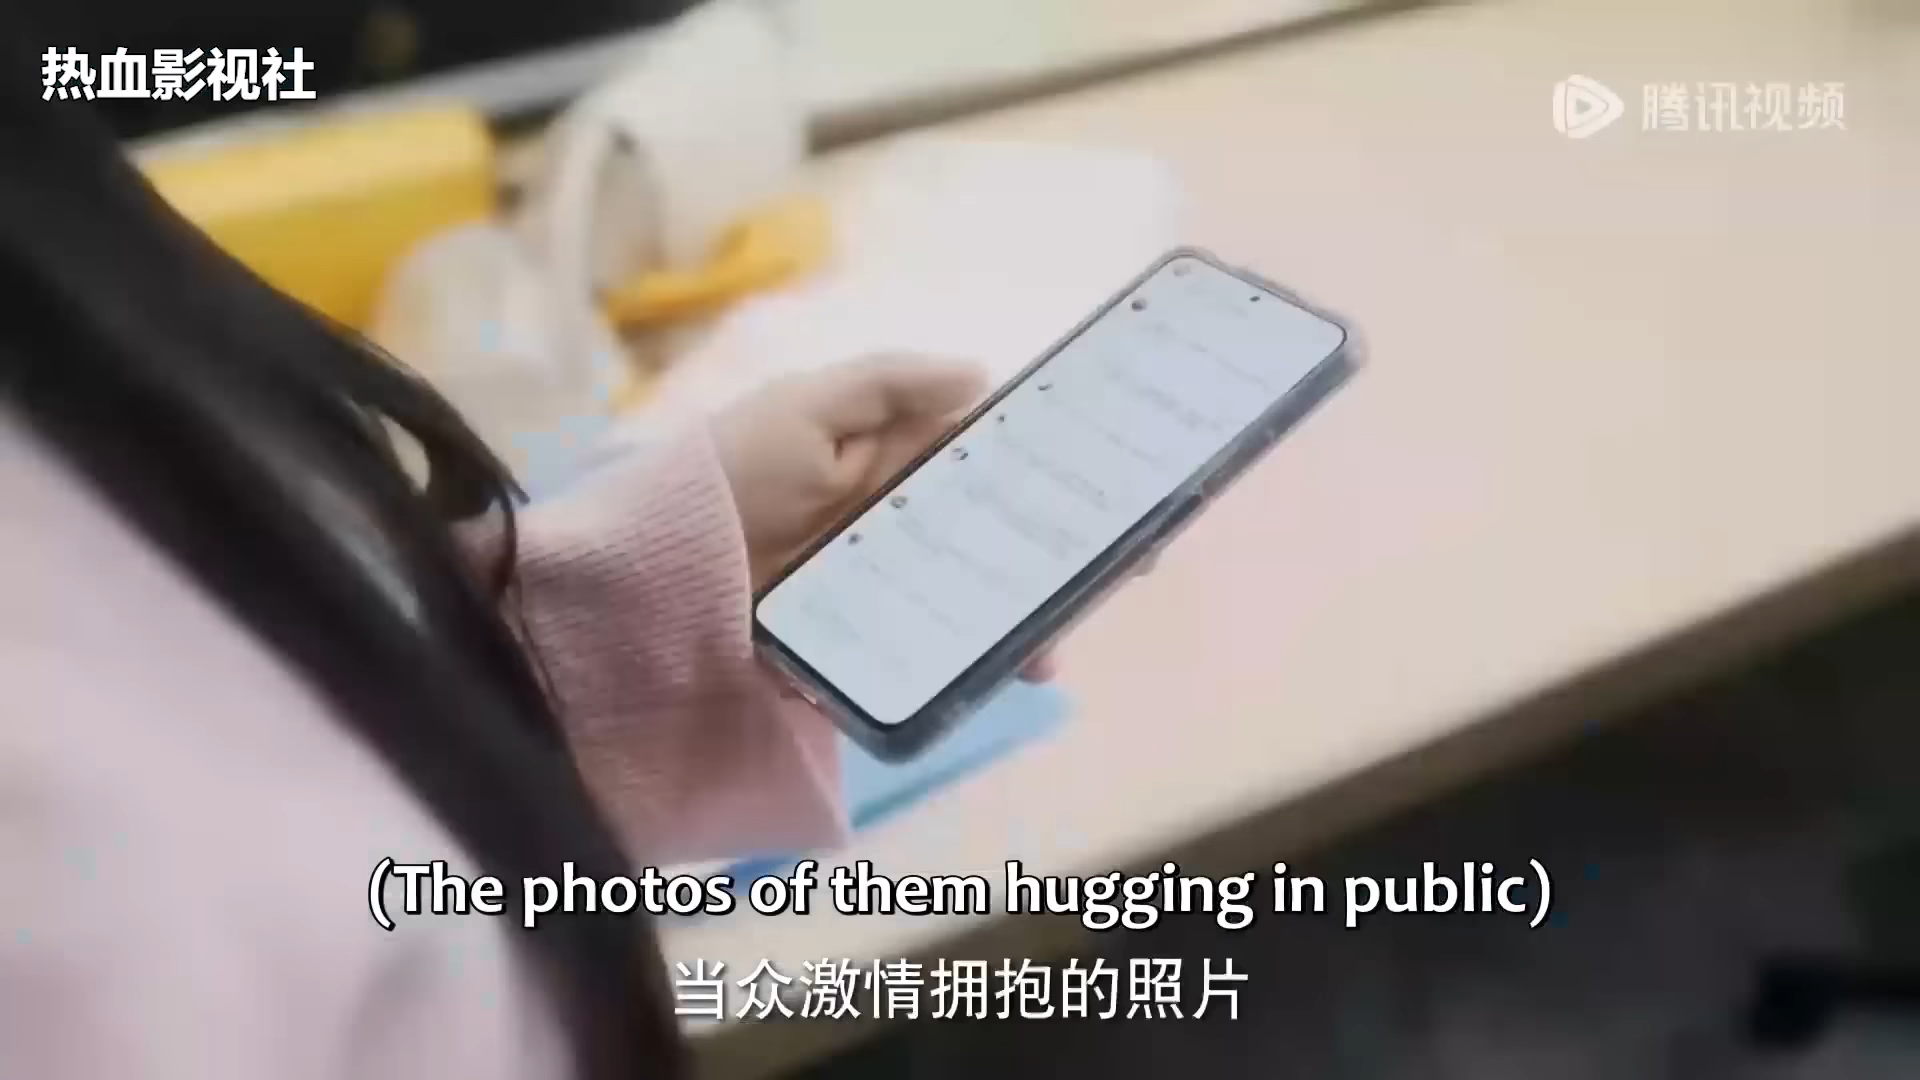 热血影视社
腾讯视频
(The photos of them hugging in public)
当众激情拥抱的照片